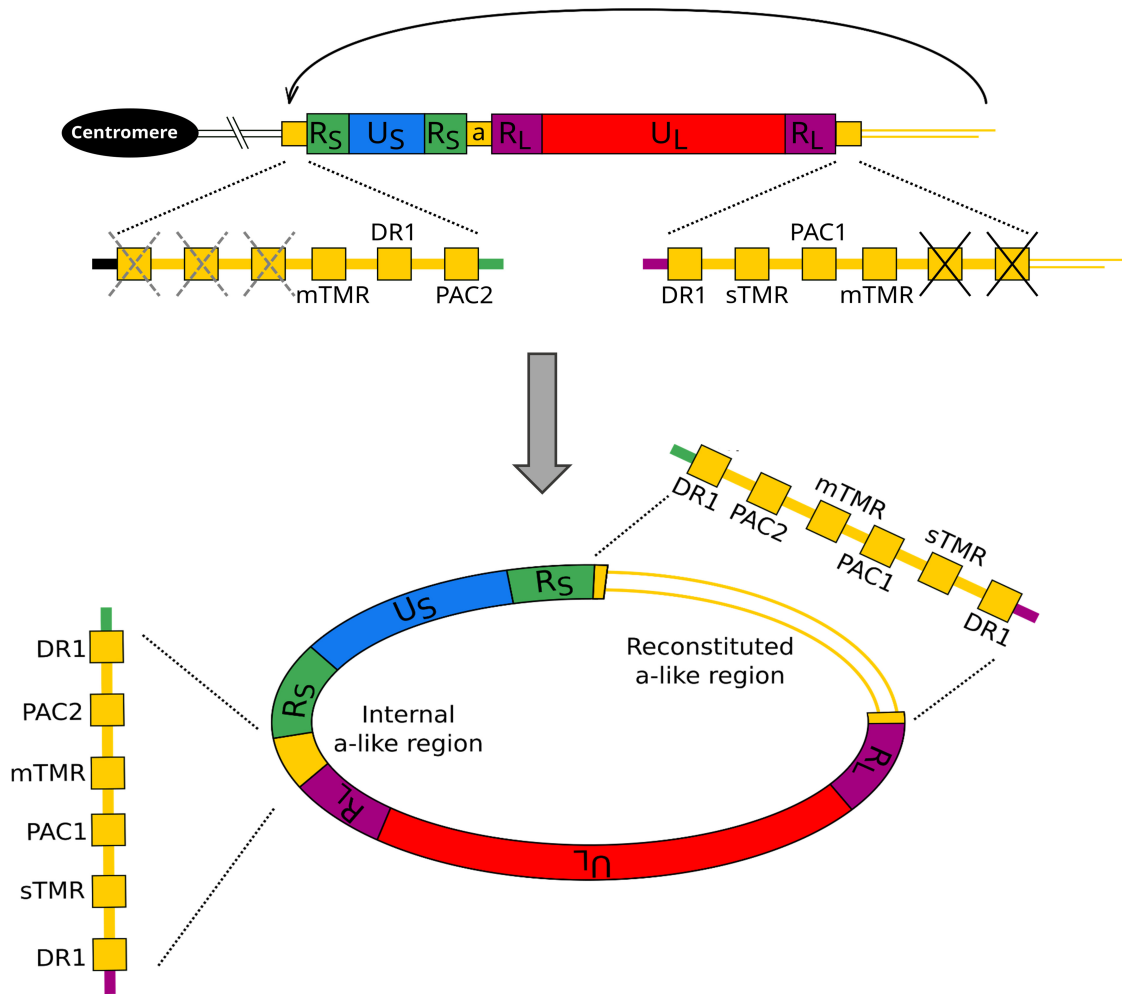 Centromere
RS
US
RS
a
RL
UL
RL
DR1
mTMR
PAC2
PAC1
DR1
sTMR
mTMR
DR1
PAC2
mTMR
PAC1
sTMR
DR1
RS
US
RS
Reconstituted
a-like region
Internal
a-like region
RL
UL
RL
DR1
PAC2
mTMR
PAC1
sTMR
DR1